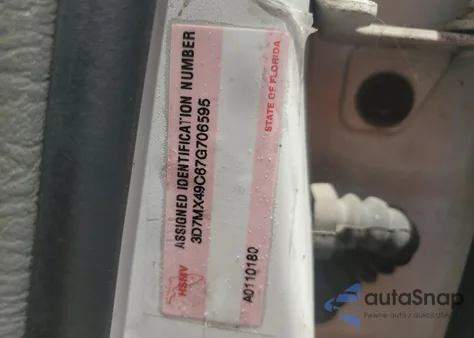 ASSIGNED IDENTIFICATION NUMBER
3D7MX49C67G706595
HSMV
A0110180
STATE OF FLORIDA
autaSnap